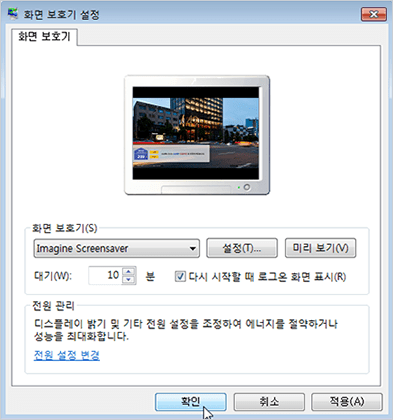 화면 보호기 설정
화면 보호기
화면 보호기(S)
Imagine Screensaver
설정(T)...
미리 보기(V)
대기(W):
10
분
다시 시작할 때 로그온 화면 표시(R)
전원 관리
디스플레이 밝기 및 기타 전원 설정을 조정하여 에너지를 절약하거나
성능을 최대화합니다.
전원 설정 변경
확인
취소
적용(A)